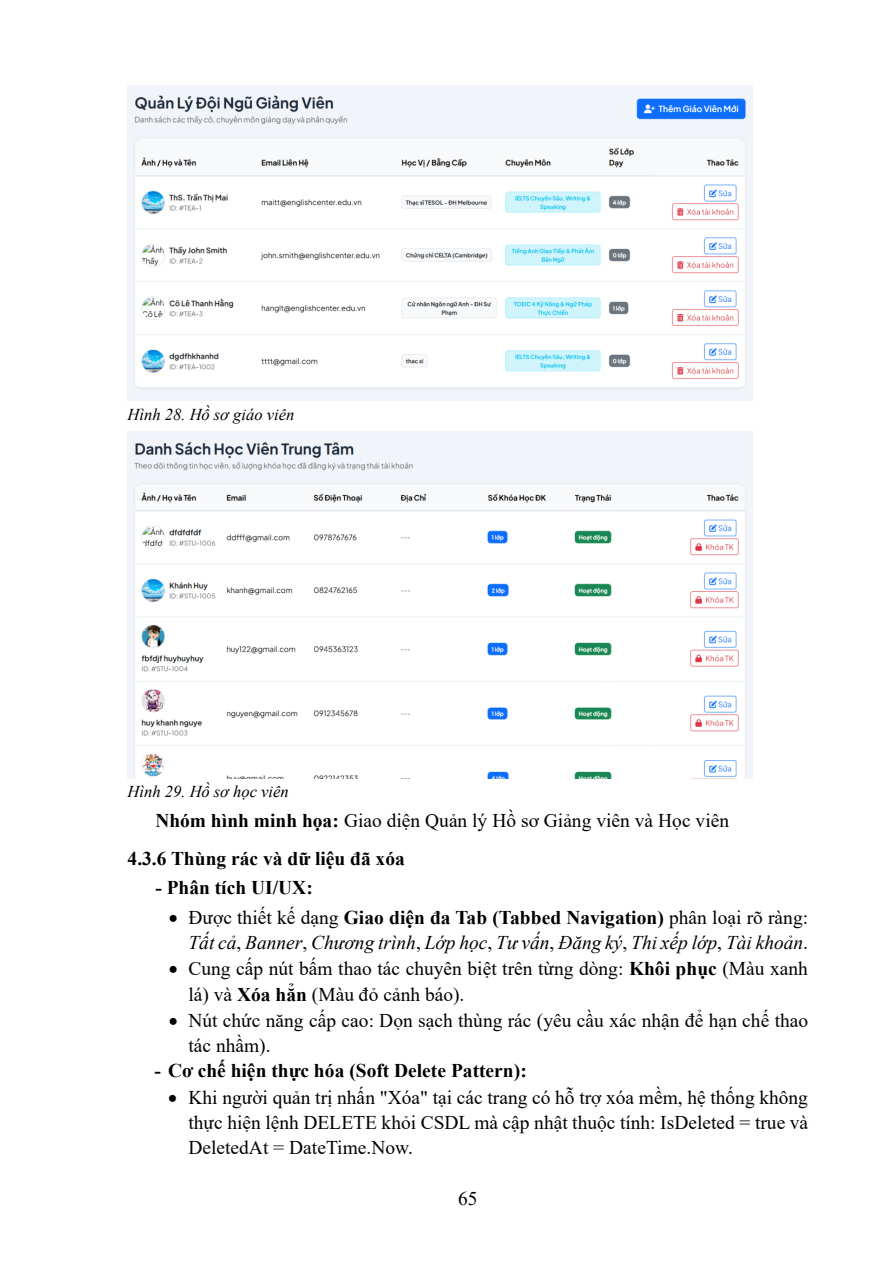 Quản Lý Đội Ngũ Giảng Viên
Danh sách các thầy cô, chuyên môn giảng dạy và phân quyền
Thêm Giáo Viên Mới
Ảnh / Họ và Tên Email Liên Hệ Học Vị / Bằng Cấp Chuyên Môn Số Lớp Dạy Thao Tác
ThS. Trần Thị Mai
ID: #TEA-1
maitt@englishcenter.edu.vn
Thạc sĩ TESOL - ĐH Melbourne
IELTS Chuyên Sâu, Writing &
Speaking
4 lớp
Sửa
Xóa tài khoản
Ảnh
Thầy
Thầy John Smith
ID: #TEA-2
john.smith@englishcenter.edu.vn
Chứng chỉ CELTA (Cambridge)
Tiếng Anh Giao Tiếp & Phát Âm
Bản Ngữ
0 lớp
Sửa
Xóa tài khoản
Ảnh
Cô Lê
Cô Lê Thanh Hằng
ID: #TEA-3
hanglt@englishcenter.edu.vn
Cử nhân Ngôn ngữ Anh - ĐH Sư
Phạm
TOEIC 4 Kỹ Năng & Ngữ Pháp
Thực Chiến
1 lớp
Sửa
Xóa tài khoản
dgdfhkhanhd
ID: #TEA-1002
tttt@gmail.com
thac si
IELTS Chuyên Sâu, Writing &
Speaking
0 lớp
Sửa
Xóa tài khoản
Hình 28. Hồ sơ giáo viên
Danh Sách Học Viên Trung Tâm
Theo dõi thông tin học viên, số lượng khóa học đã đăng ký và trạng thái tài khoản
Ảnh / Họ và Tên Email Số Điện Thoại Địa Chỉ Số Khóa Học ĐK Trạng Thái Thao Tác
Ảnh
dfdfdfdf
ID: #STU-1006
ddfff@gmail.com
0978767676
---
1 lớp
Hoạt động
Sửa
Khóa TK
Khánh Huy
ID: #STU-1005
khanh@gmail.com
0824762165
---
2 lớp
Hoạt động
Sửa
Khóa TK
fbfdjf huyhuyhuy
ID: #STU-1004
huy122@gmail.com
0945363123
---
1 lớp
Hoạt động
Sửa
Khóa TK
huy khanh nguye
ID: #STU-1003
nguyen@gmail.com
0912345678
---
1 lớp
Hoạt động
Sửa
Khóa TK
Sửa
Hình 29. Hồ sơ học viên
Nhóm hình minh họa: Giao diện Quản lý Hồ sơ Giảng viên và Học viên
4.3.6 Thùng rác và dữ liệu đã xóa
- Phân tích UI/UX:
• Được thiết kế dạng Giao diện đa Tab (Tabbed Navigation) phân loại rõ ràng:
Tất cả, Banner, Chương trình, Lớp học, Tư vấn, Đăng ký, Thi xếp lớp, Tài khoản.
• Cung cấp nút bấm thao tác chuyên biệt trên từng dòng: Khôi phục (Màu xanh
lá) và Xóa hẳn (Màu đỏ cảnh báo).
• Nút chức năng cấp cao: Dọn sạch thùng rác (yêu cầu xác nhận để hạn chế thao
tác nhầm).
- Cơ chế hiện thực hóa (Soft Delete Pattern):
• Khi người quản trị nhấn "Xóa" tại các trang có hỗ trợ xóa mềm, hệ thống không
thực hiện lệnh DELETE khỏi CSDL mà cập nhật thuộc tính: IsDeleted = true và
DeletedAt = DateTime.Now.
65